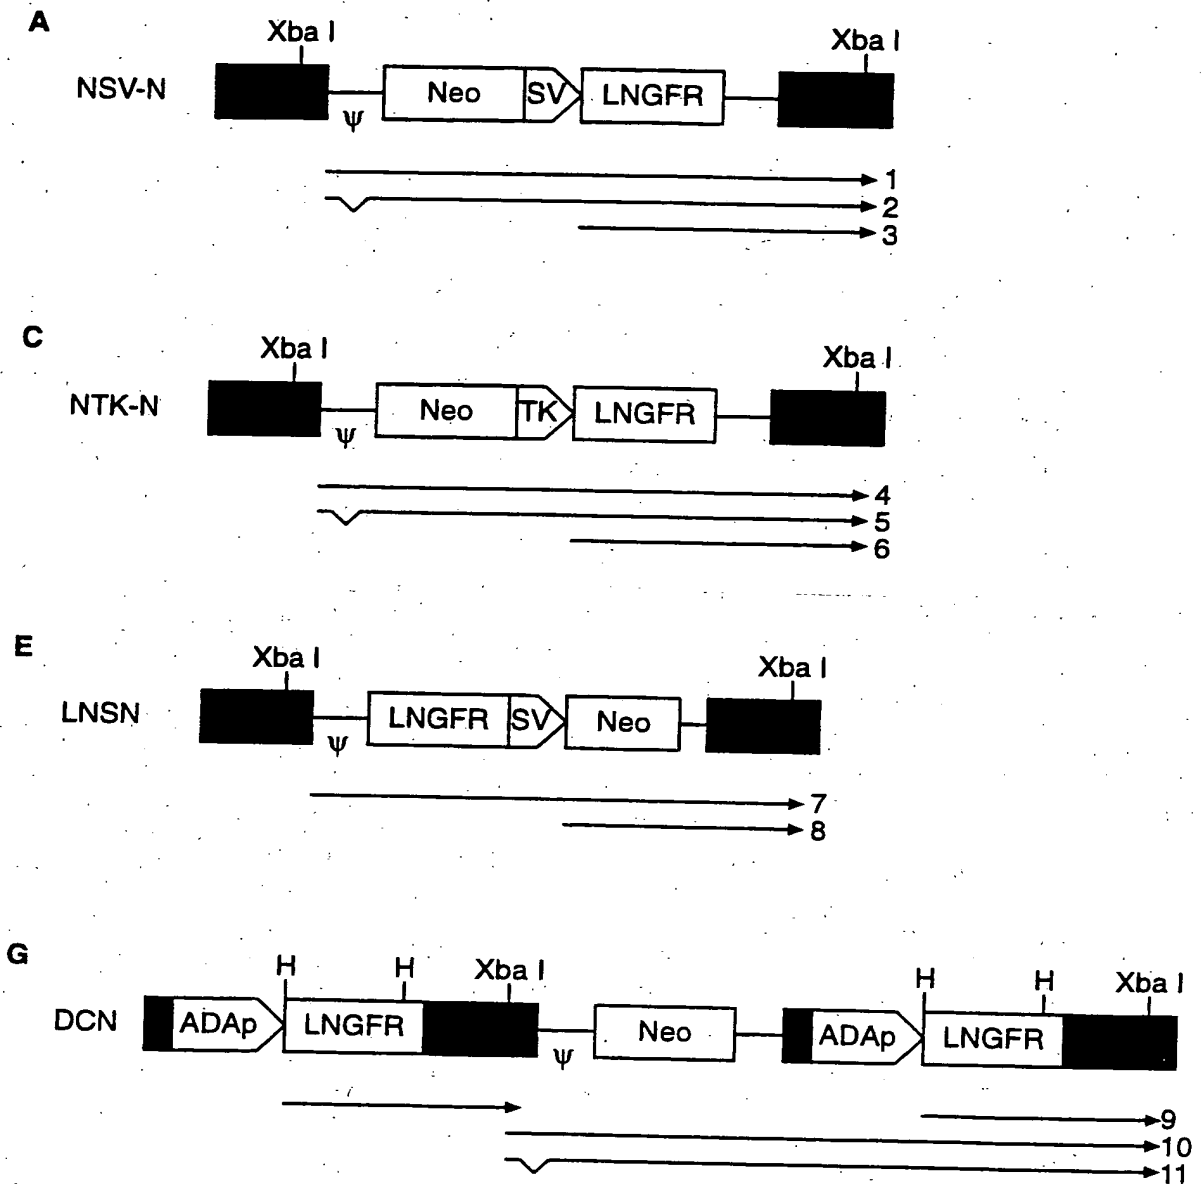 A
Xba I
Xba I
NSV-N
Neo
SV
LNGFR
ψ
1
2
3
C
Xba I
Xba I
NTK-N
Neo
TK
LNGFR
ψ
4
5
6
E
Xba I
Xba I
LNSN
LNGFR
SV
Neo
ψ
7
8
G
H
H
Xba I
H
H
Xba I
DCN
ADAp
LNGFR
Neo
ADAp
LNGFR
ψ
9
10
11